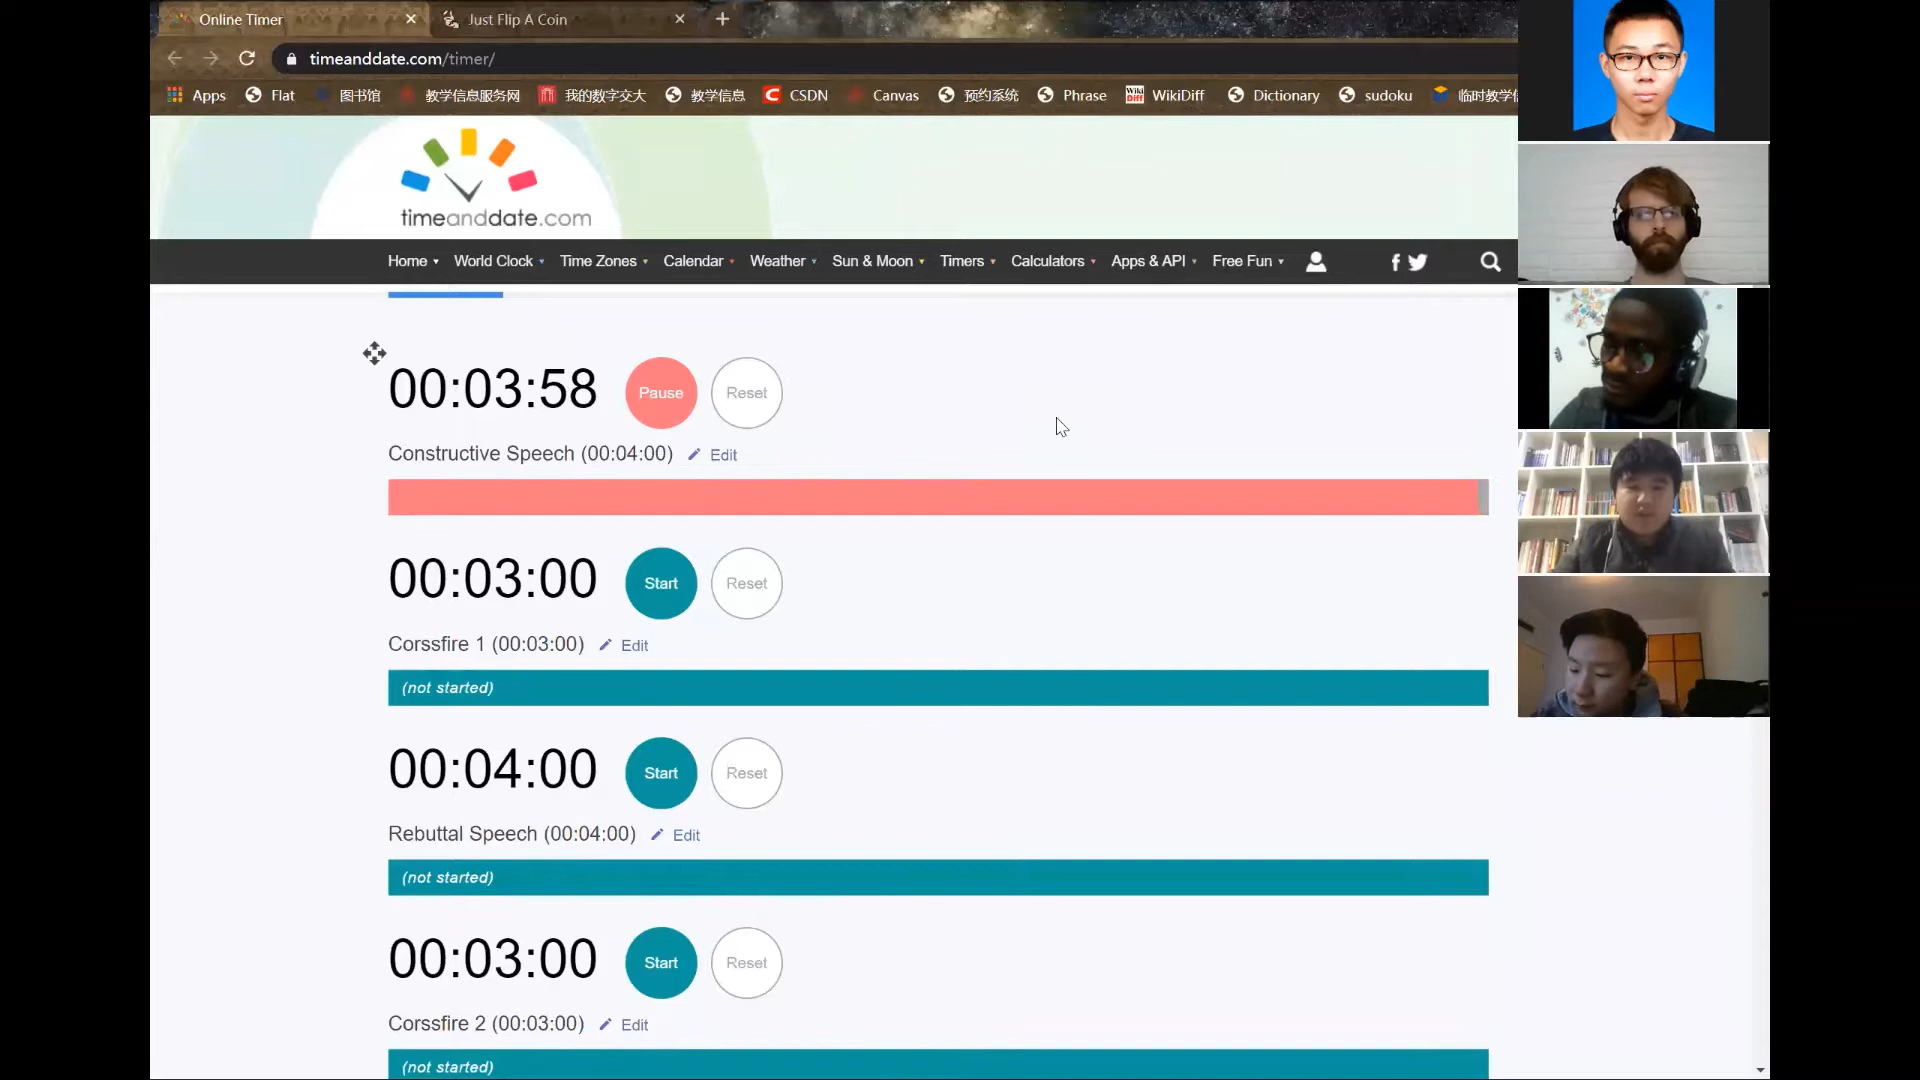 Online Timer
Just Flip A Coin
timeanddate.com/timer/
Apps Flat 图书馆 教学信息服务网 我的数字交大 教学信息 CSDN Canvas 预约系统 Phrase WikiDiff Dictionary sudoku 临时教学信
timeanddate.com
Home World Clock Time Zones Calendar Weather Sun & Moon Timers Calculators Apps & API Free Fun
00:03:58 Pause Reset
Constructive Speech (00:04:00) Edit
00:03:00 Start Reset
Corssfire 1 (00:03:00) Edit
(not started)
00:04:00 Start Reset
Rebuttal Speech (00:04:00) Edit
(not started)
00:03:00 Start Reset
Corssfire 2 (00:03:00) Edit
(not started)